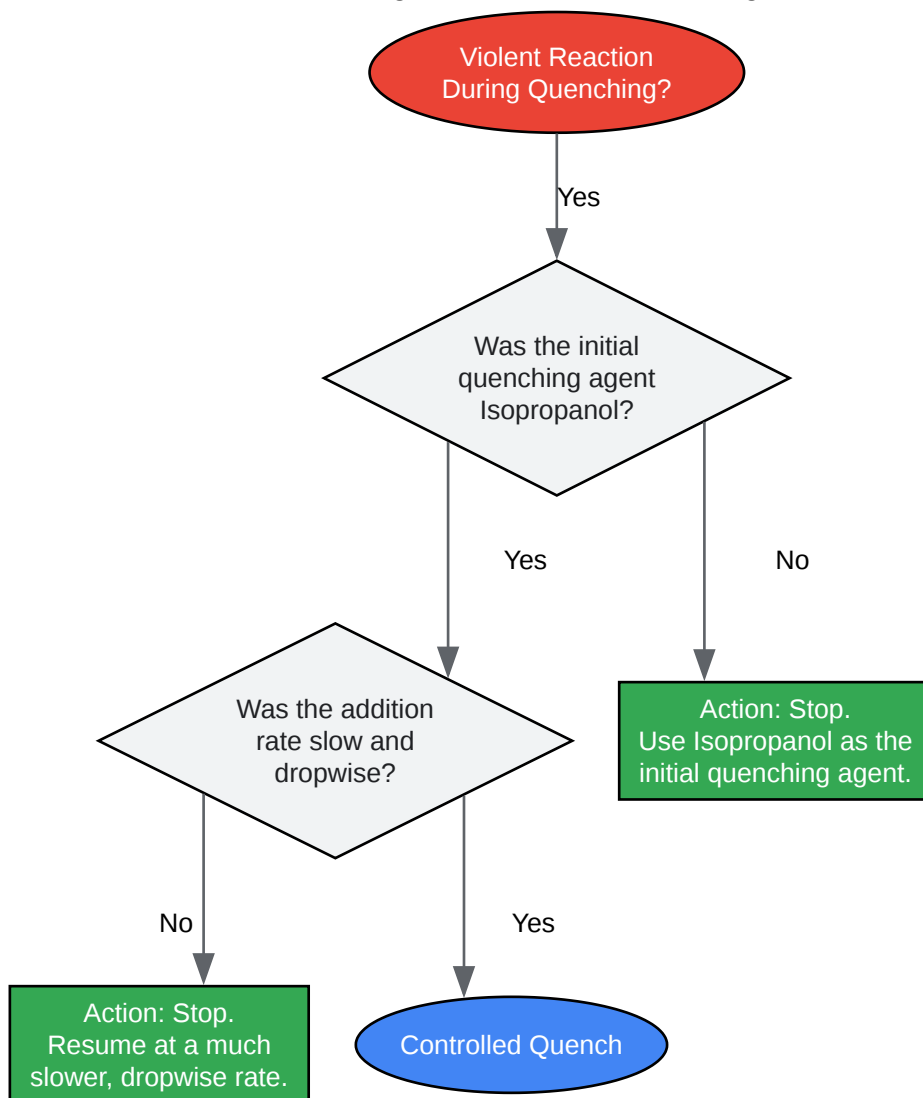 Violent Reaction
During Quenching?
Yes
Was the initial
quenching agent
Isopropanol?
Yes
No
Was the addition
rate slow and
dropwise?
Action: Stop.
Use Isopropanol as the
initial quenching agent.
No
Yes
Action: Stop.
Resume at a much
slower, dropwise rate.
Controlled Quench